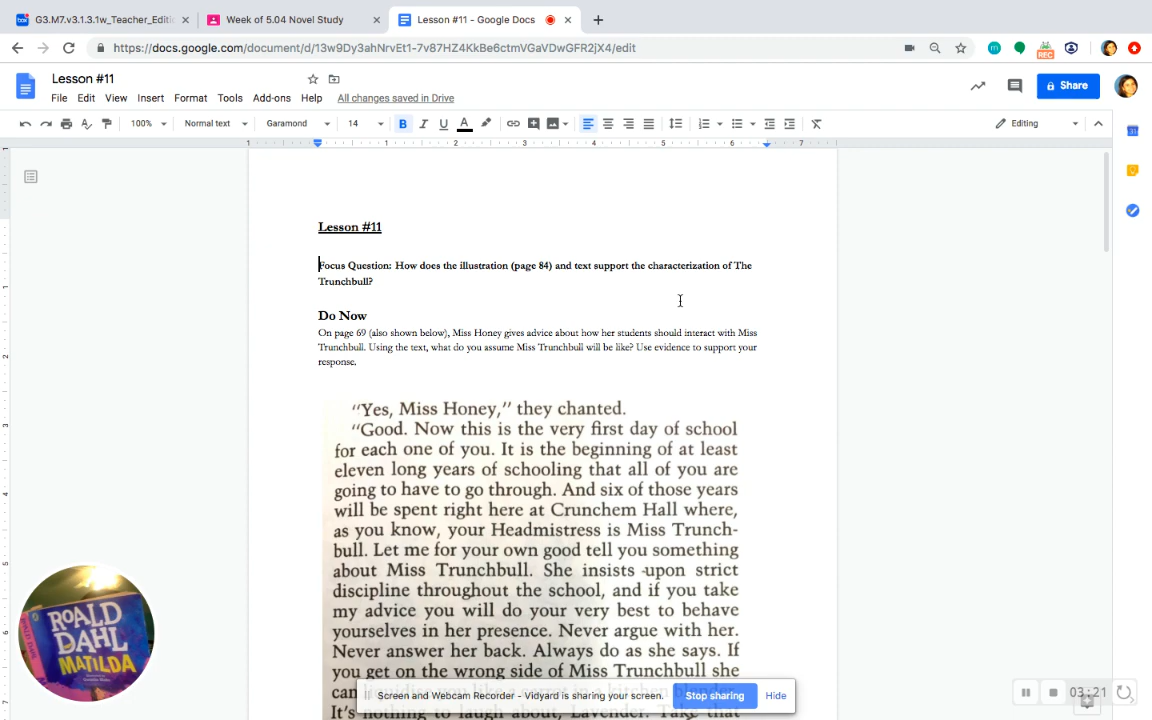 G3.M7.v3.1.3.1w_Teacher_Editi
Week of 5.04 Novel Study
Lesson #11 - Google Docs
https://docs.google.com/document/d/13w9Dy3ahNrvEt1-7v87HZ4KkBe6ctmVGaVDwGFR2jX4/edit
Lesson #11
File Edit View Insert Format Tools Add-ons Help All changes saved in Drive
Share
100% Normal text Garamond 14 B I U A Editing
1 1 2 3 4 5 6 7
Lesson #11
Focus Question: How does the illustration (page 84) and text support the characterization of The
Trunchbull?
Do Now
On page 69 (also shown below), Miss Honey gives advice about how her students should interact with Miss
Trunchbull. Using the text, what do you assume Miss Trunchbull will be like? Use evidence to support your
response.
“Yes, Miss Honey,” they chanted.
“Good. Now this is the very first day of school
for each one of you. It is the beginning of at least
eleven long years of schooling that all of you are
going to have to go through. And six of those years
will be spent right here at Crunchem Hall where,
as you know, your Headmistress is Miss Trunch-
bull. Let me for your own good tell you something
about Miss Trunchbull. She insists upon strict
discipline throughout the school, and if you take
my advice you will do your very best to behave
yourselves in her presence. Never argue with her.
Never answer her back. Always do as she says. If
you get on the wrong side of Miss Trunchbull she
can
It's nothing to laugh about, Lavender. Take that
ROALD
DAHL
MATILDA
Screen and Webcam Recorder - Vidyard is sharing your screen. Stop sharing Hide
03:21